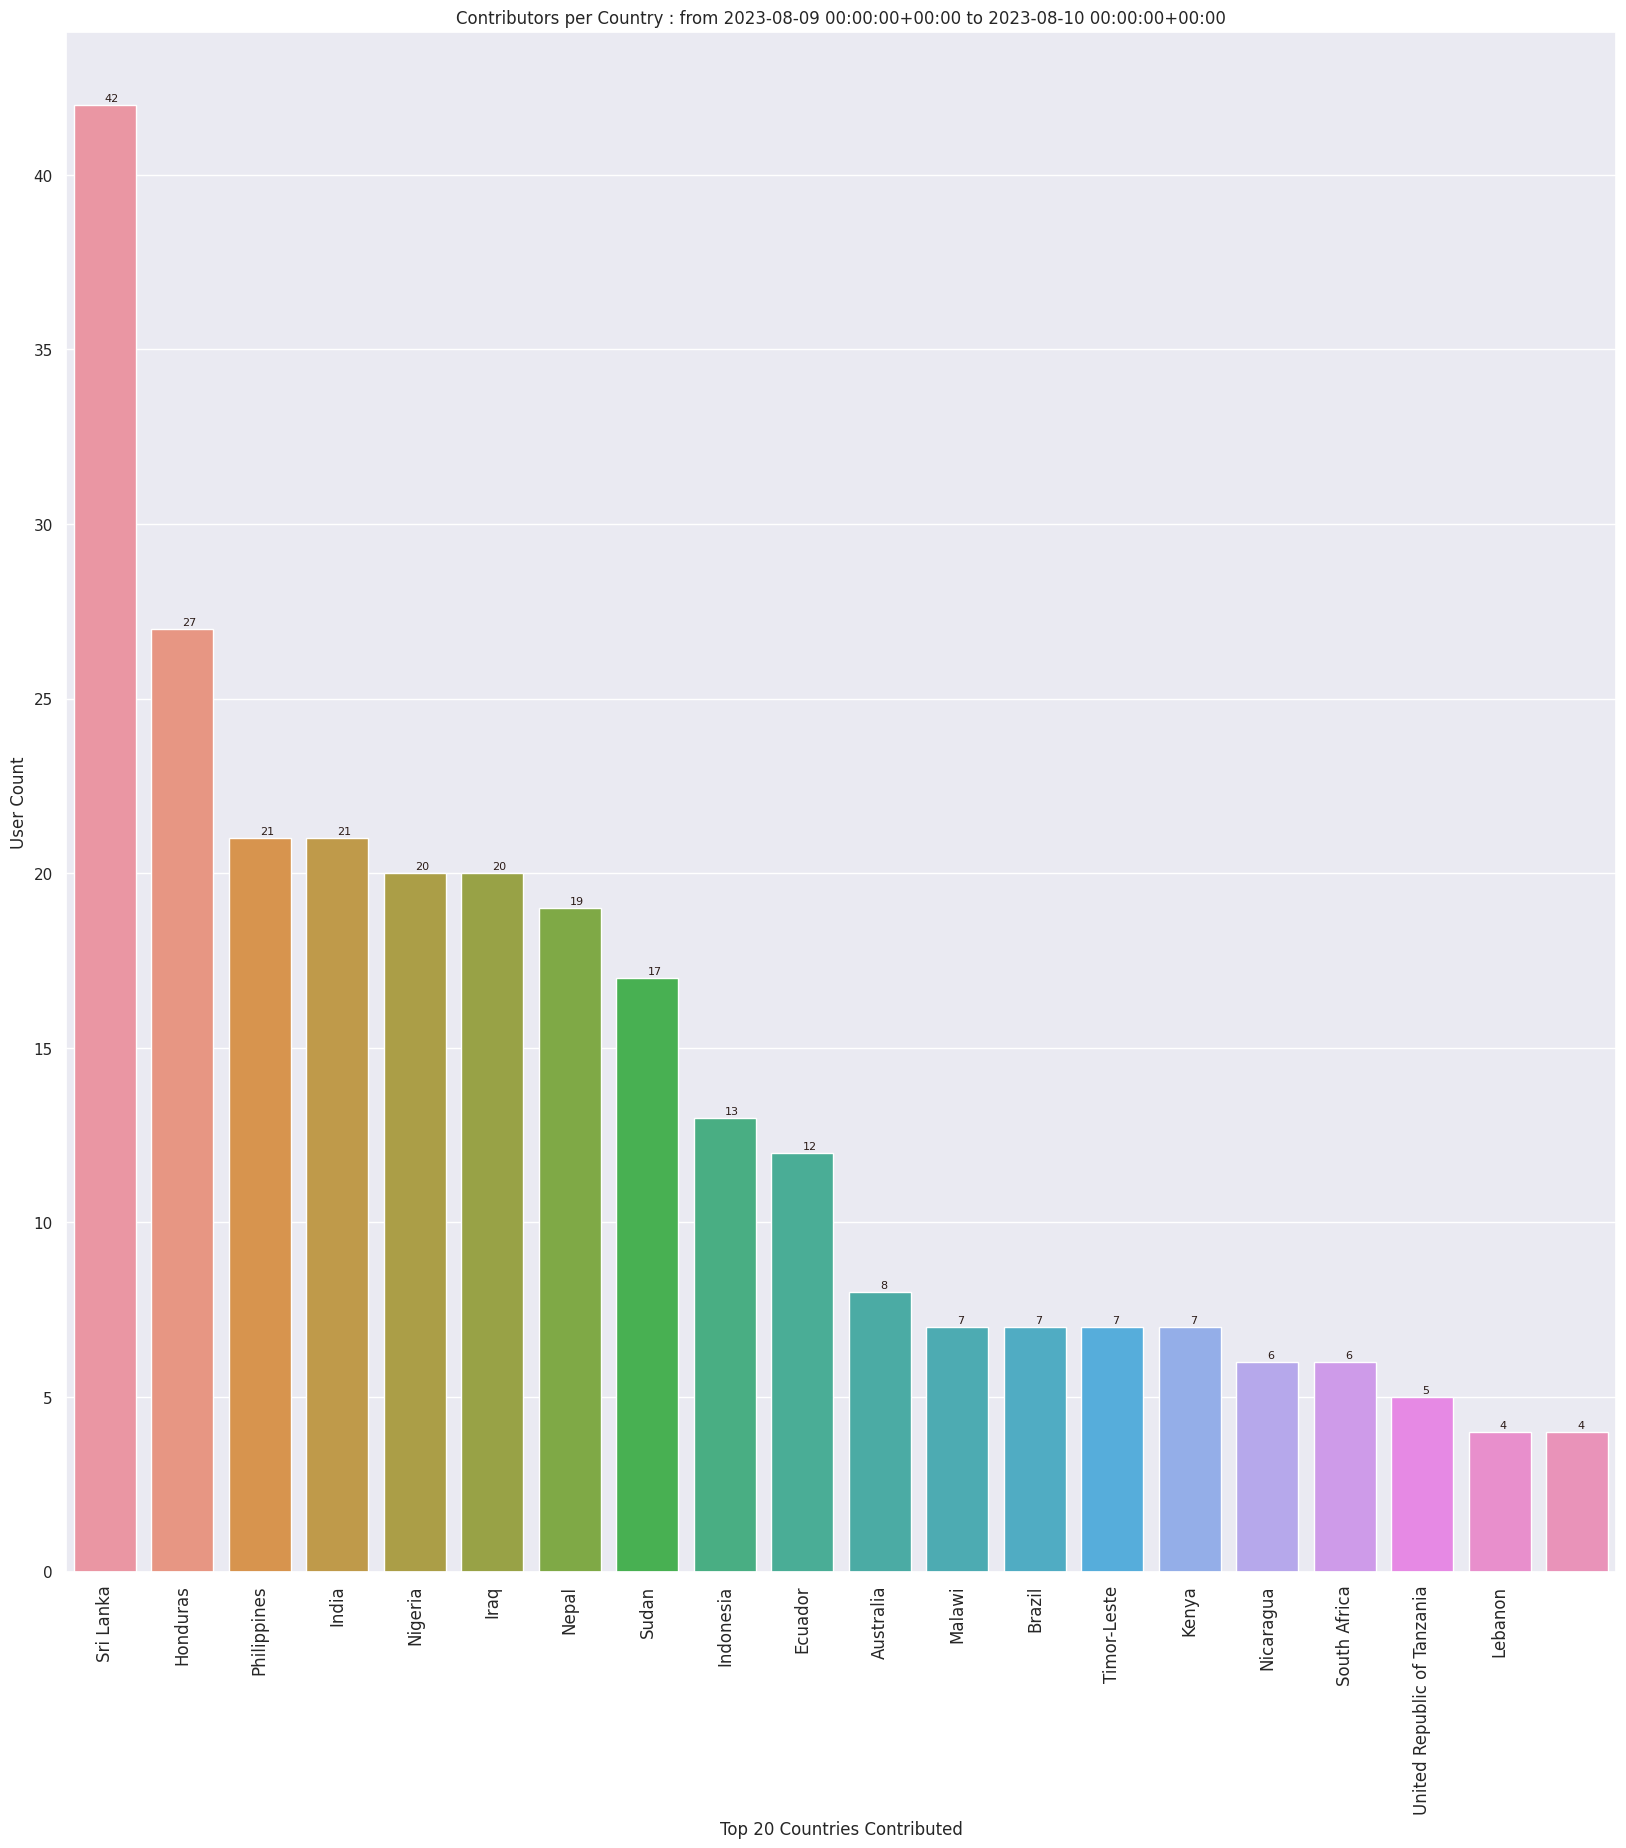 Contributors per Country : from 2023-08-09 00:00:00+00:00 to 2023-08-10 00:00:00+00:00
42
40
35
30
27
25
User Count
21
21
20
20
20
19
17
15
13
12
10
8
7
7
7
7
6
6
5
5
4
4
0
Sri Lanka
Honduras
Philippines
India
Nigeria
Iraq
Nepal
Sudan
Indonesia
Ecuador
Australia
Malawi
Brazil
Timor-Leste
Kenya
Nicaragua
South Africa
United Republic of Tanzania
Lebanon
Top 20 Countries Contributed